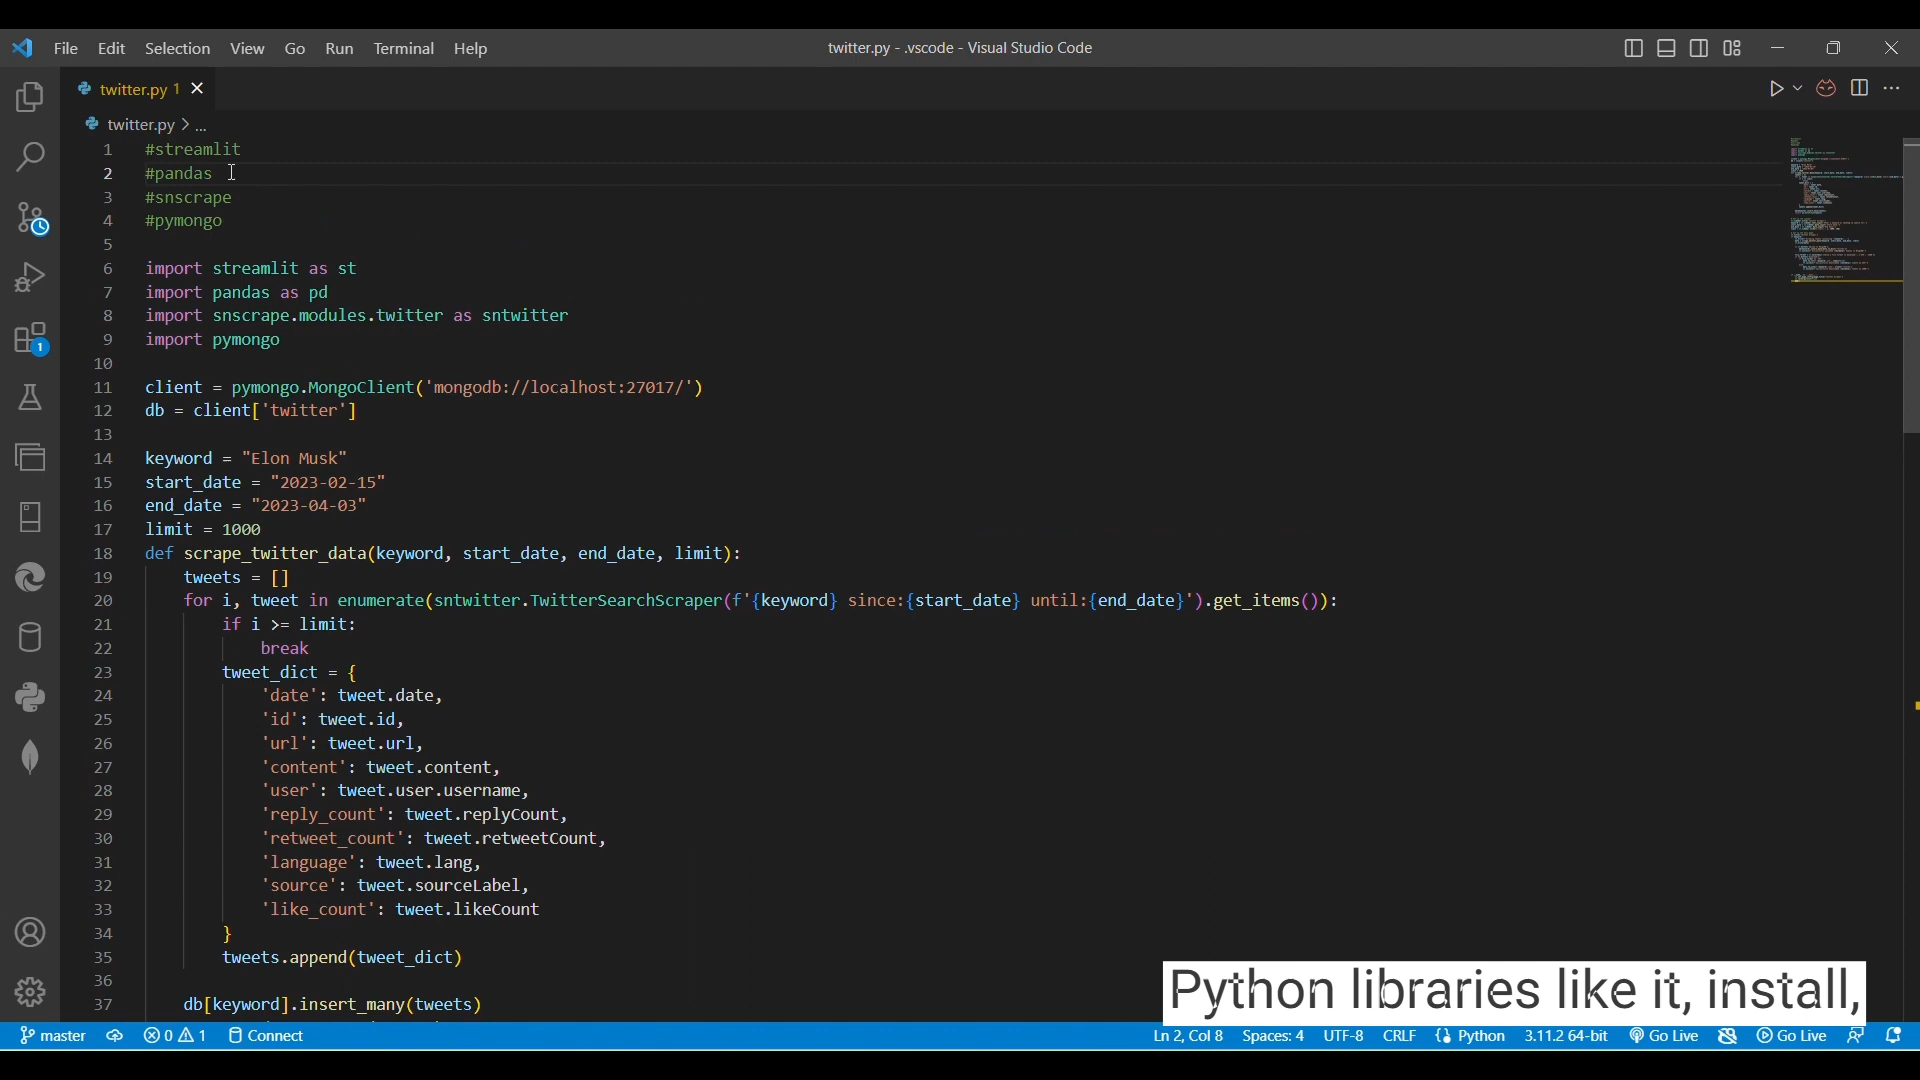 File Edit Selection View Go Run Terminal Help
twitter.py - .vscode - Visual Studio Code
twitter.py 1
twitter.py > ...
1 #streamlit
2 #pandas
3 #snscrape
4 #pymongo
5
6 import streamlit as st
7 import pandas as pd
8 import snscrape.modules.twitter as sntwitter
9 import pymongo
10
11 client = pymongo.MongoClient('mongodb://localhost:27017/')
12 db = client['twitter']
13
14 keyword = "Elon Musk"
15 start_date = "2023-02-15"
16 end_date = "2023-04-03"
17 limit = 1000
18 def scrape_twitter_data(keyword, start_date, end_date, limit):
19 tweets = []
20 for i, tweet in enumerate(sntwitter.TwitterSearchScraper(f'{keyword} since:{start_date} until:{end_date}').get_items()):
21 if i >= limit:
22 break
23 tweet_dict = {
24 'date': tweet.date,
25 'id': tweet.id,
26 'url': tweet.url,
27 'content': tweet.content,
28 'user': tweet.user.username,
29 'reply_count': tweet.replyCount,
30 'retweet_count': tweet.retweetCount,
31 'language': tweet.lang,
32 'source': tweet.sourceLabel,
33 'like_count': tweet.likeCount
34 }
35 tweets.append(tweet_dict)
36
37 db[keyword].insert_many(tweets)
1
Python libraries like it, install,
master 0 1 Connect Ln 2, Col 8 Spaces: 4 UTF-8 CRLF Python 3.11.2 64-bit Go Live Go Live